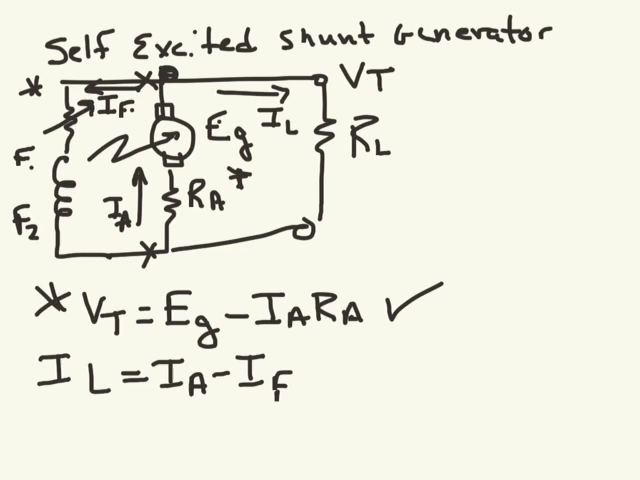 Self Excited Shunt Generator
* VT
IF. IL
Eg RL
F1
RA *
F2 IA
* VT = Eg - IARA ✓
IL = IA - IF